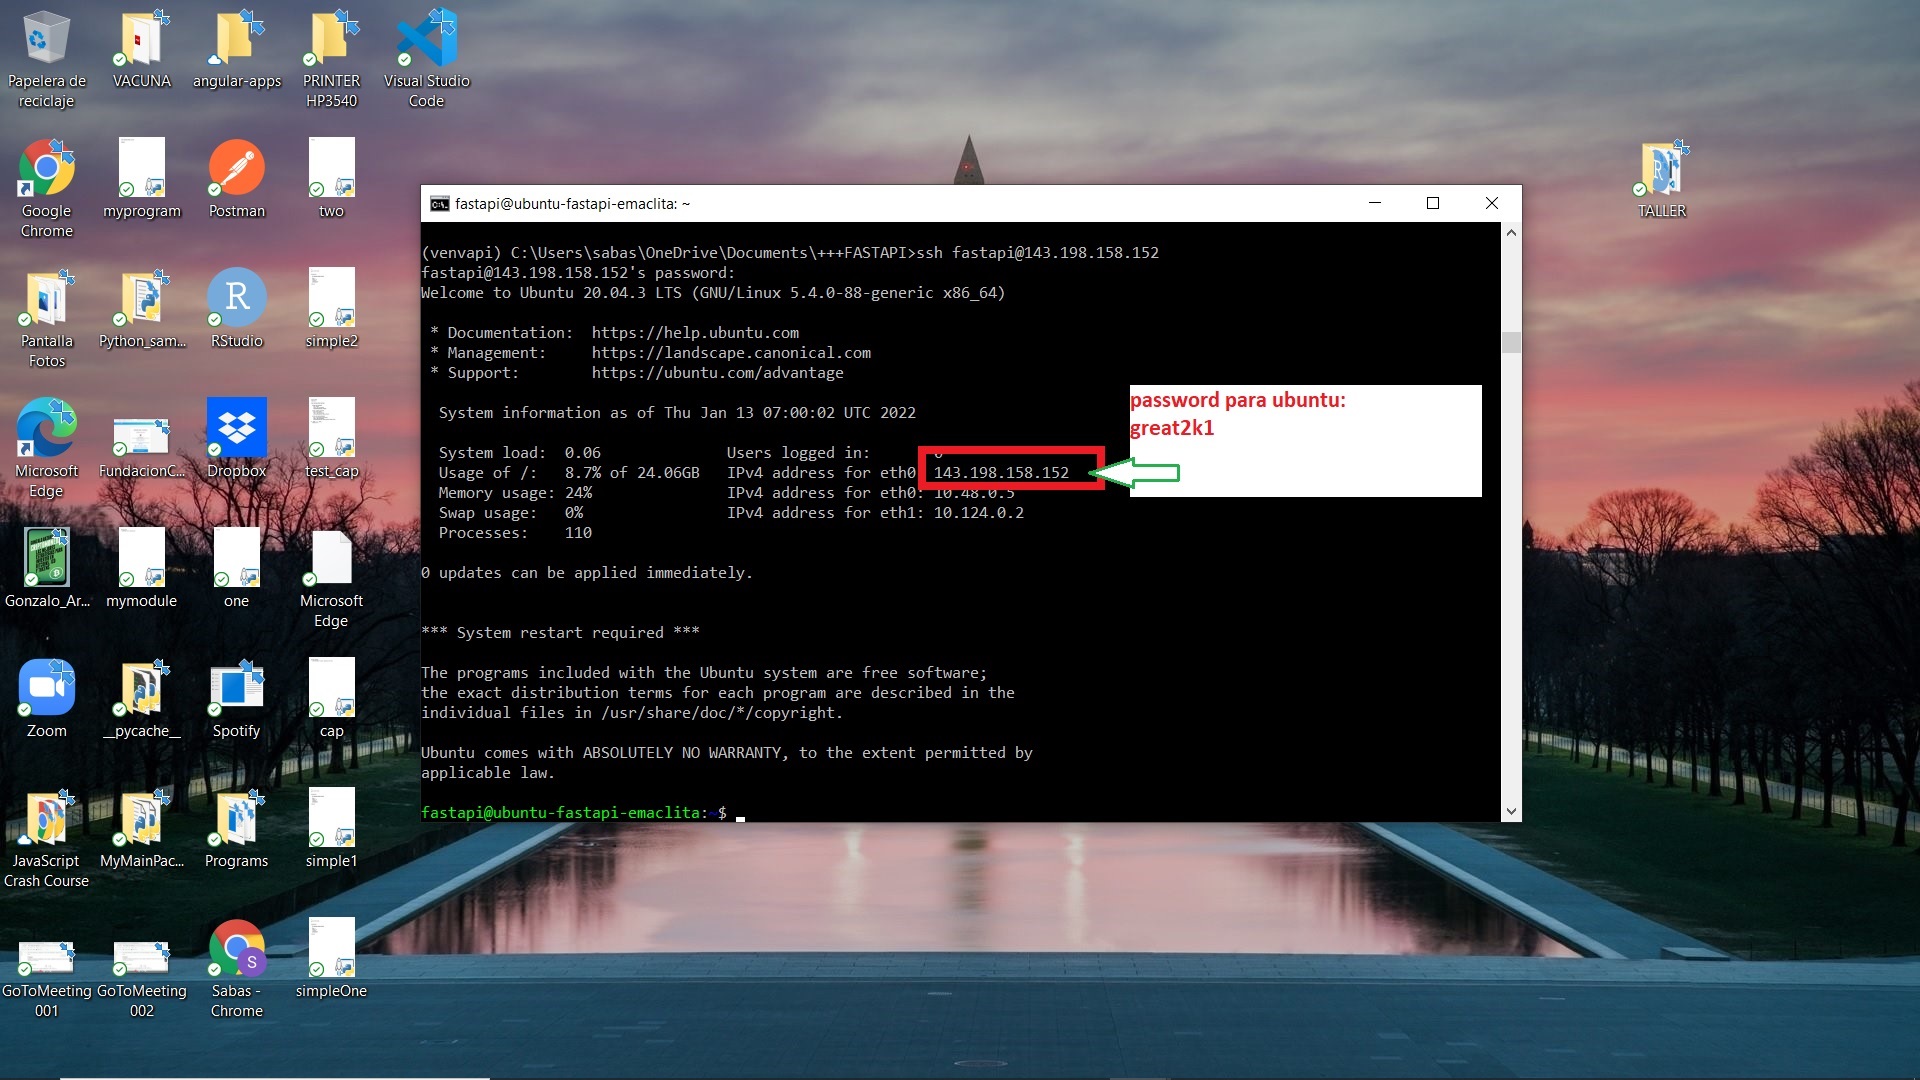 Papelera de
reciclaje
VACUNA
angular-apps
PRINTER
HP3540
Visual Studio
Code
Google
Chrome
myprogram
Postman
two
TALLER
Pantalla
Fotos
Python_sam...
RStudio
simple2
Microsoft
Edge
FundacionC...
Dropbox
test_cap
Gonzalo_Ar...
mymodule
one
Microsoft
Edge
Zoom
__pycache__
Spotify
cap
JavaScript
Crash Course
MyMainPac...
Programs
simple1
GoToMeeting
001
GoToMeeting
002
Sabas -
Chrome
simpleOne
fastapi@ubuntu-fastapi-emaclita: ~
(venvapi) C:\Users\sabas\OneDrive\Documents\+++FASTAPI>ssh fastapi@143.198.158.152
fastapi@143.198.158.152's password:
Welcome to Ubuntu 20.04.3 LTS (GNU/Linux 5.4.0-88-generic x86_64)
* Documentation:  https://help.ubuntu.com
* Management:     https://landscape.canonical.com
* Support:        https://ubuntu.com/advantage
System information as of Thu Jan 13 07:00:02 UTC 2022
System load:  0.06              Users logged in:
Usage of /:   8.7% of 24.06GB   IPv4 address for eth0 143.198.158.152
Memory usage: 24%               IPv4 address for eth0: 10.48.0.5
Swap usage:   0%                IPv4 address for eth1: 10.124.0.2
Processes:    110
0 updates can be applied immediately.
*** System restart required ***
The programs included with the Ubuntu system are free software;
the exact distribution terms for each program are described in the
individual files in /usr/share/doc/*/copyright.
Ubuntu comes with ABSOLUTELY NO WARRANTY, to the extent permitted by
applicable law.
fastapi@ubuntu-fastapi-emaclita:~$
password para ubuntu:
great2k1